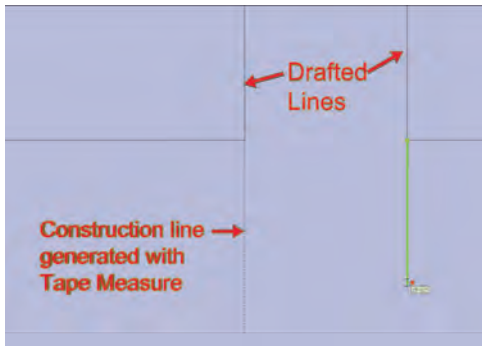 Drafted
Lines
Construction line
generated with
Tape Measure